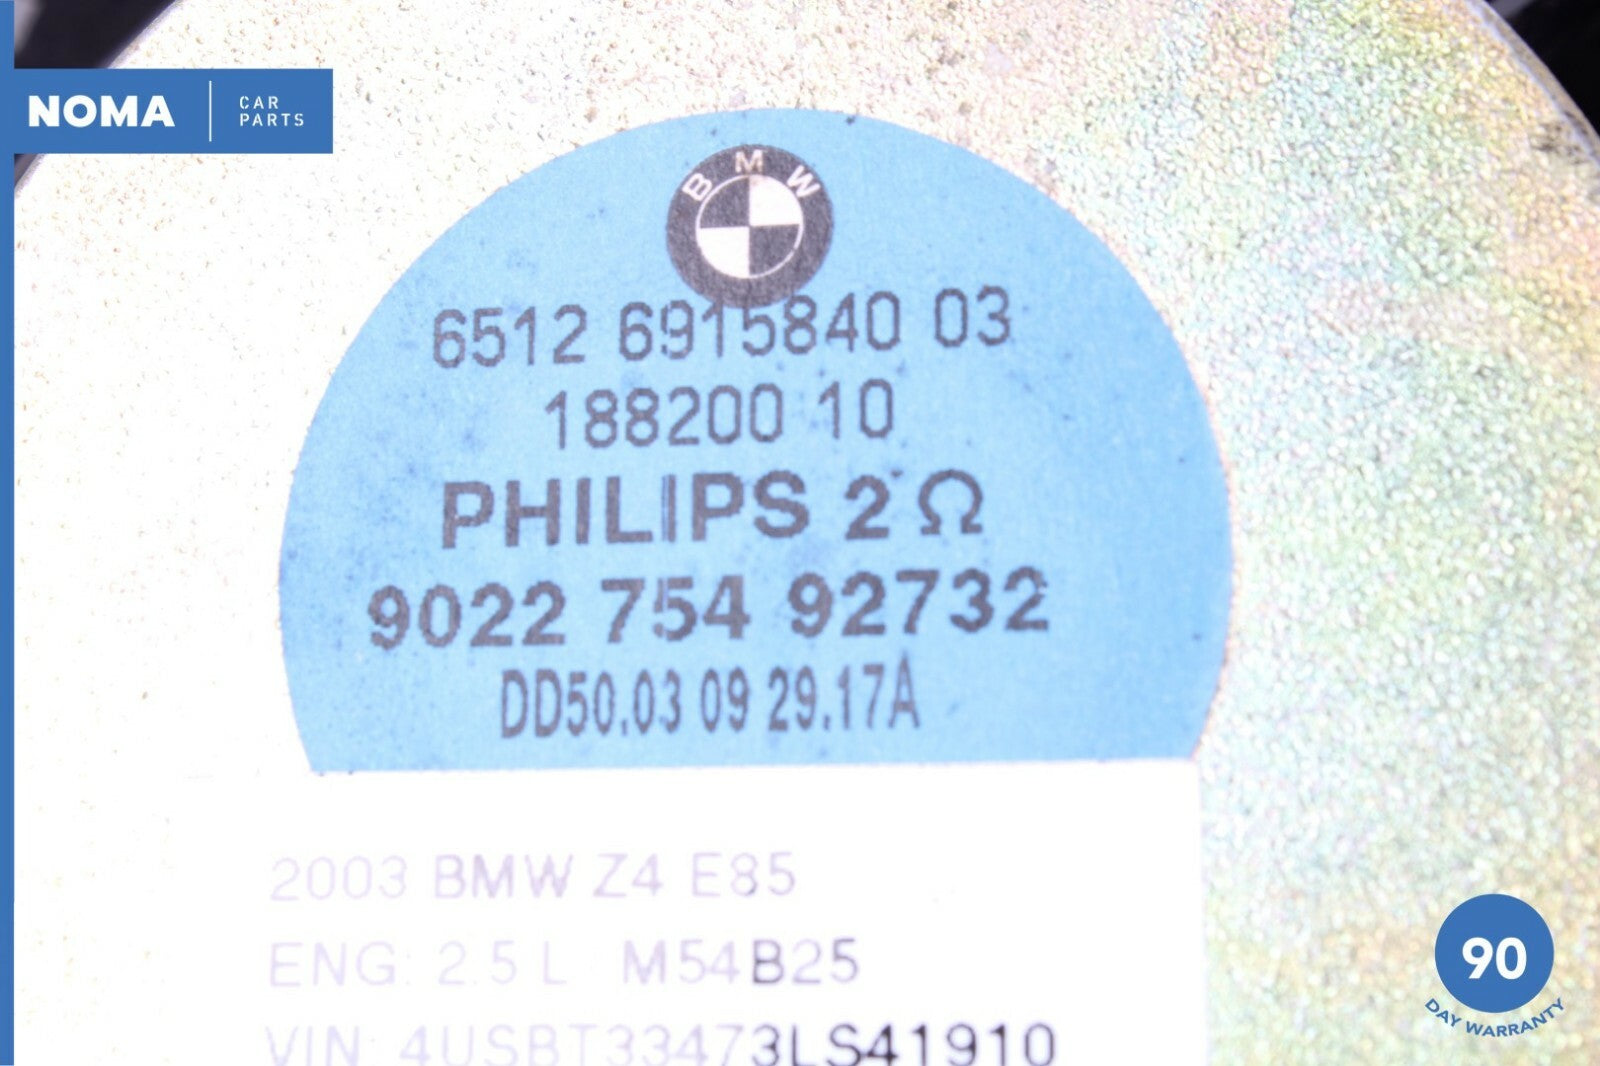 NOMA
CAR
PARTS
BMW
6512 6915840 03
188200 10
PHILIPS 2 Ω
9022 754 92732
DD50.03 09 29.17A
2003 BMW Z4 E85
ENG: 2.5 L M54B25
VIN: 4USBT33473LS41910
90
DAY WARRANTY